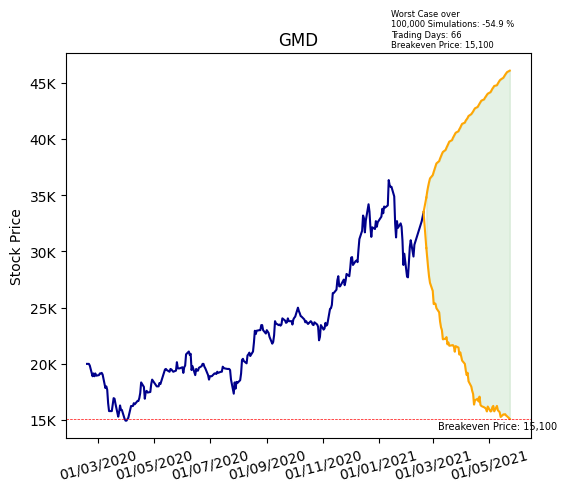 Worst Case over
100,000 Simulations: -54.9 %
Trading Days: 66
Breakeven Price: 15,100
GMD
45K
40K
35K
30K
25K
20K
15K
Stock Price
Breakeven Price: 15,100
01/03/2020
01/05/2020
01/07/2020
01/09/2020
01/11/2020
01/01/2021
01/03/2021
01/05/2021